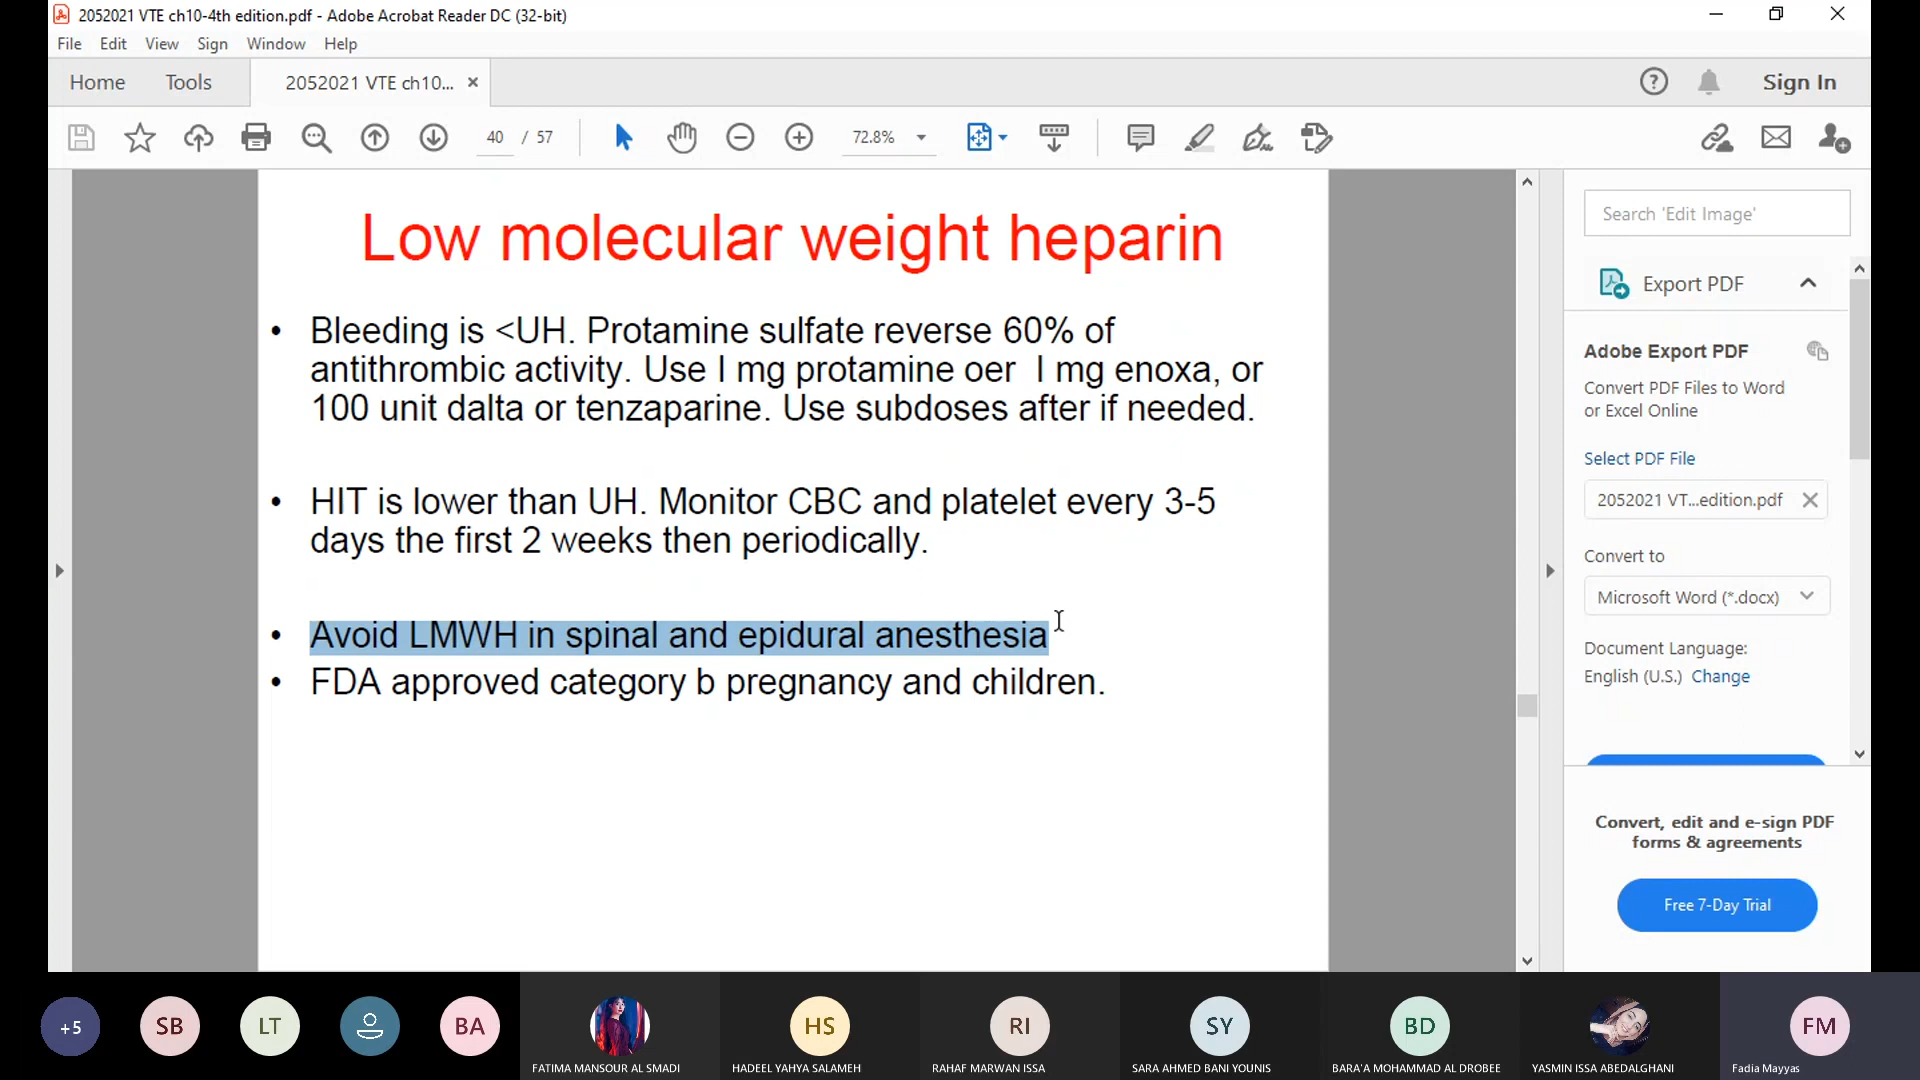 2052021 VTE ch10-4th edition.pdf - Adobe Acrobat Reader DC (32-bit)
File Edit View Sign Window Help
Home Tools 2052021 VTE ch10... × Sign In
40 / 57 72.8%
Low molecular weight heparin
• Bleeding is <UH. Protamine sulfate reverse 60% of
antithrombic activity. Use I mg protamine oer I mg enoxa, or
100 unit dalta or tenzaparine. Use subdoses after if needed.
• HIT is lower than UH. Monitor CBC and platelet every 3-5
days the first 2 weeks then periodically.
• Avoid LMWH in spinal and epidural anesthesia
• FDA approved category b pregnancy and children.
Search 'Edit Image'
Export PDF
Adobe Export PDF
Convert PDF Files to Word
or Excel Online
Select PDF File
2052021 VT...edition.pdf
Convert to
Microsoft Word (*.docx)
Document Language:
English (U.S.) Change
Convert, edit and e-sign PDF
forms & agreements
Free 7-Day Trial
+5 SB LT BA HS RI SY BD FM
FATIMA MANSOUR AL SMADI HADEEL YAHYA SALAMEH RAHAF MARWAN ISSA SARA AHMED BANI YOUNIS BARA'A MOHAMMAD AL DROBEE YASMIN ISSA ABEDALGHANI Fadia Mayyas